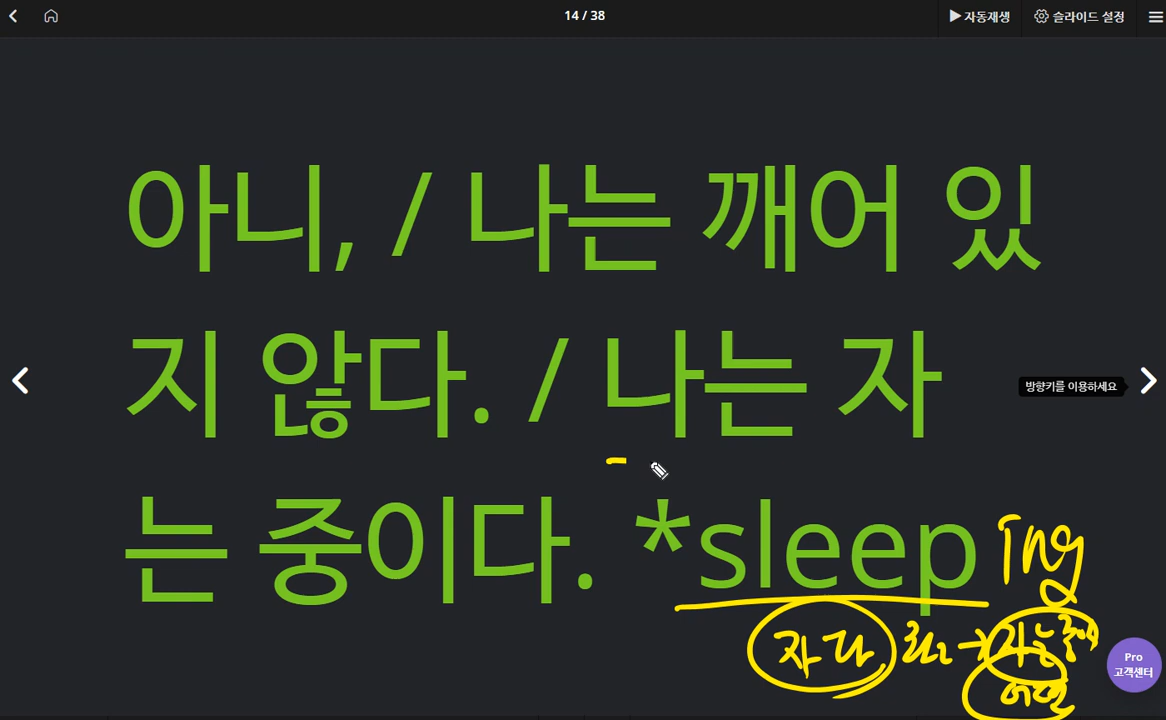 14 / 38
자동재생
슬라이드 설정
아니, / 나는 깨어 있
지 않다. / 나는 자
방향키를 이용하세요
는 중이다. *sleep ing
자다
Pro
고객센터